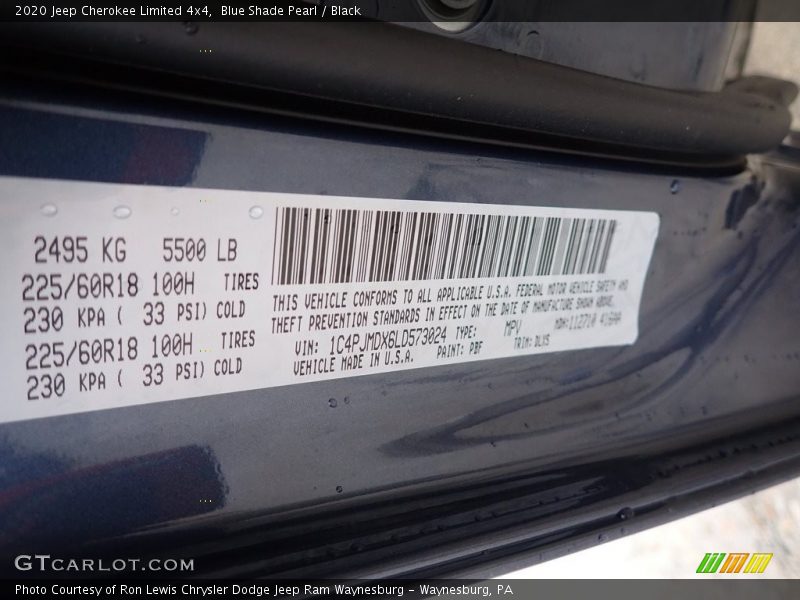 2020 Jeep Cherokee Limited 4x4, Blue Shade Pearl / Black
2495 KG 5500 LB
225/60R18 100H TIRES
230 KPA ( 33 PSI) COLD
225/60R18 100H TIRES
230 KPA ( 33 PSI) COLD
THIS VEHICLE CONFORMS TO ALL APPLICABLE U.S.A. FEDERAL MOTOR VEHICLE SAFETY AND
THEFT PREVENTION STANDARDS IN EFFECT ON THE DATE OF MANUFACTURE SHOWN ABOVE.
VIN: 1C4PJMDX6LD573024 TYPE: MPV MDH:112710
VEHICLE MADE IN U.S.A. PAINT: PBF TRIM: DLX5
GTCARLOT.COM
Photo Courtesy of Ron Lewis Chrysler Dodge Jeep Ram Waynesburg – Waynesburg, PA